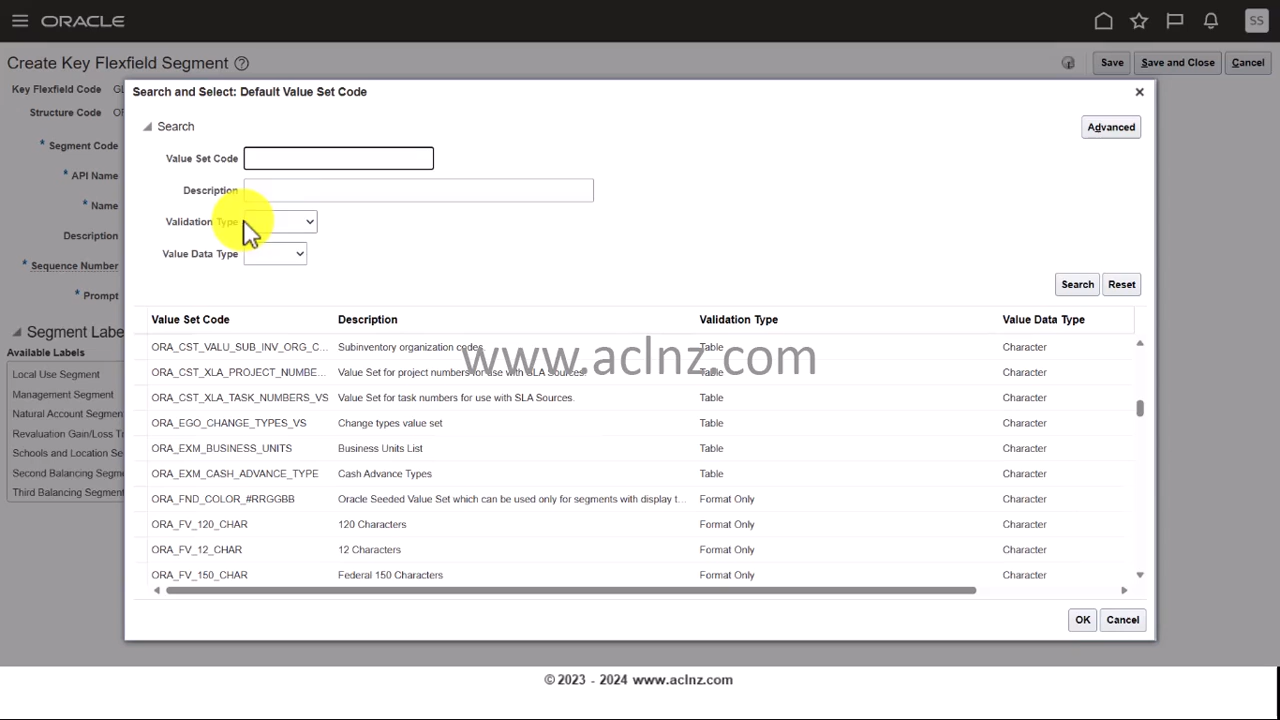 ORACLE
SS
Create Key Flexfield Segment ?
Save
Save and Close
Cancel
Key Flexfield Code GL
Structure Code OR
* Segment Code
* API Name
* Name
Description
* Sequence Number
* Prompt
Segment Labe
Available Labels
Local Use Segment
Management Segment
Natural Account Segmen
Revaluation Gain/Loss Tr
Schools and Location Se
Second Balancing Segme
Third Balancing Segment
Search and Select: Default Value Set Code
Search
Advanced
Value Set Code
Description
Validation Type
Value Data Type
Search
Reset
Value Set Code Description Validation Type Value Data Type
ORA_CST_VALU_SUB_INV_ORG_C... Subinventory organization codes Table Character
ORA_CST_XLA_PROJECT_NUMBE... Value Set for project numbers for use with SLA Sources. Table Character
ORA_CST_XLA_TASK_NUMBERS_VS Value Set for task numbers for use with SLA Sources. Table Character
ORA_EGO_CHANGE_TYPES_VS Change types value set Table Character
ORA_EXM_BUSINESS_UNITS Business Units List Table Character
ORA_EXM_CASH_ADVANCE_TYPE Cash Advance Types Table Character
ORA_FND_COLOR_#RRGGBB Oracle Seeded Value Set which can be used only for segments with display t... Format Only Character
ORA_FV_120_CHAR 120 Characters Format Only Character
ORA_FV_12_CHAR 12 Characters Format Only Character
ORA_FV_150_CHAR Federal 150 Characters Format Only Character
www.aclnz.com
OK
Cancel
© 2023 - 2024 www.aclnz.com